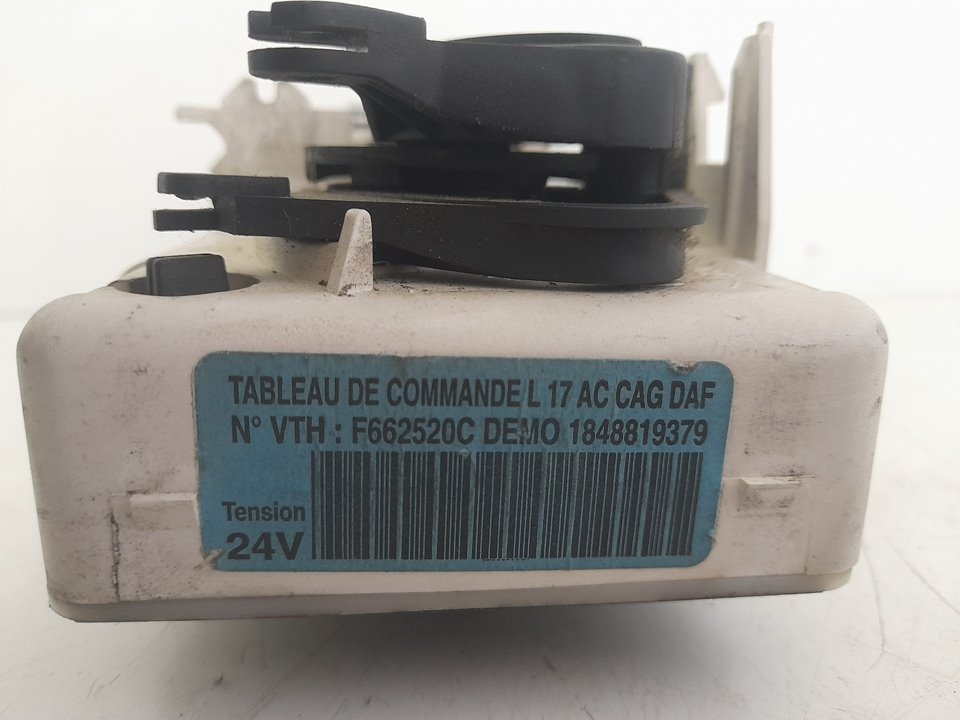 TABLEAU DE COMMANDE L 17 AC CAG DAF
N° VTH : F662520C DEMO 1848819379
Tension
24V